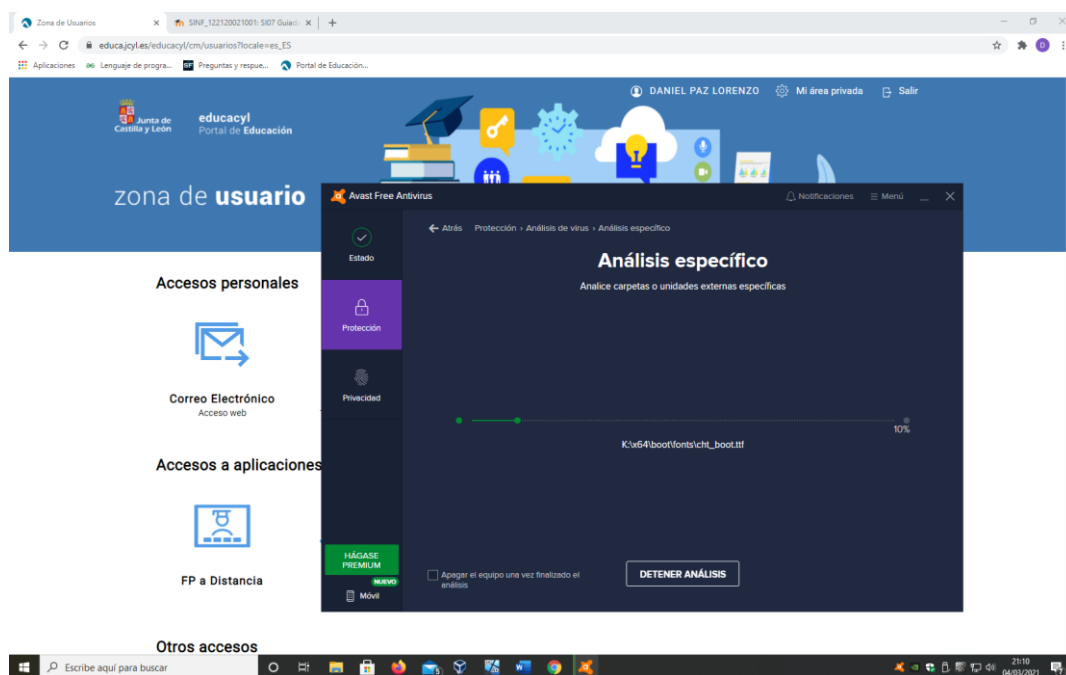 Zona de Usuarios
SINF_122120021001: SI07 Guiad
educa.jcyl.es/educacyl/cm/usuarios?locale=es_ES
D
Aplicaciones
Lenguaje de progra...
SF
Preguntas y respue...
Portal de Educación...
DANIEL PAZ LORENZO
Mi área privada
Salir
Junta de
Castilla y León
educacyl
Portal de Educación
zona de usuario
Accesos personales
Correo Electrónico
Acceso web
Accesos a aplicaciones
FP a Distancia
Otros accesos
Avast Free Antivirus
Notificaciones
Menú
Estado
Protección
Privacidad
HÁGASE
PREMIUM
NUEVO
Móvil
Atrás
Protección › Análisis de virus › Análisis específico
Análisis específico
Analice carpetas o unidades externas específicas
10%
K:\x64\boot\fonts\cht_boot.ttf
Apagar el equipo una vez finalizado el
análisis
DETENER ANÁLISIS
Escribe aquí para buscar
21:10
04/03/2021